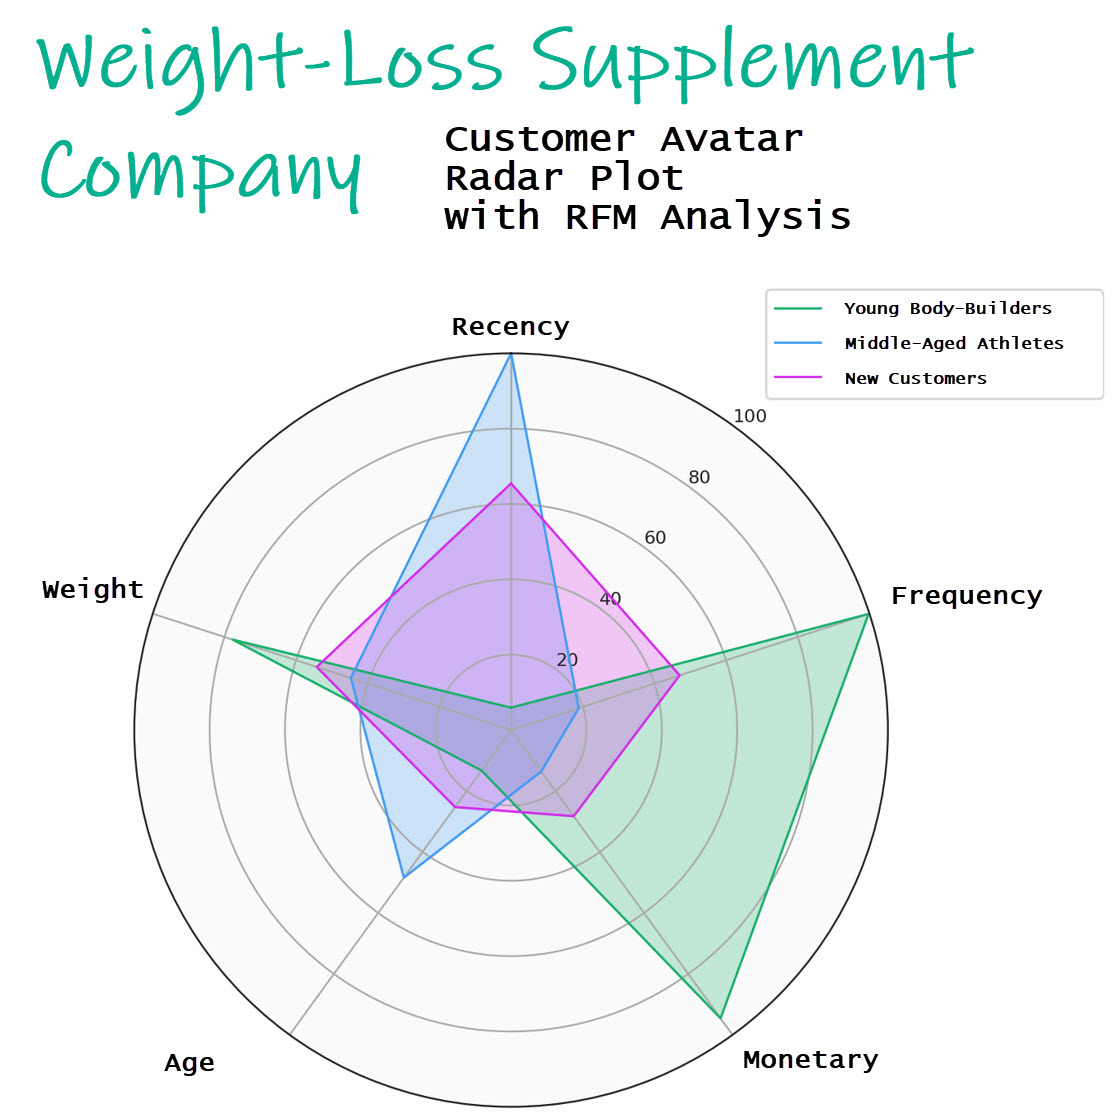 Weight-Loss Supplement
Company
Customer Avatar
Radar Plot
with RFM Analysis
Young Body-Builders
Middle-Aged Athletes
New Customers
Recency
100
80
60
Weight
Frequency
40
20
Age
Monetary